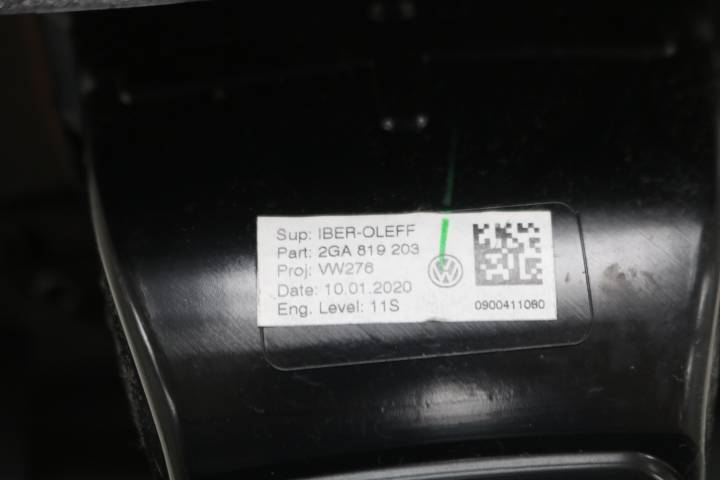 Sup: IBER-OLEFF
Part: 2GA 819 203
Proj: VW276
Date: 10.01.2020
Eng. Level: 11S
0900411080